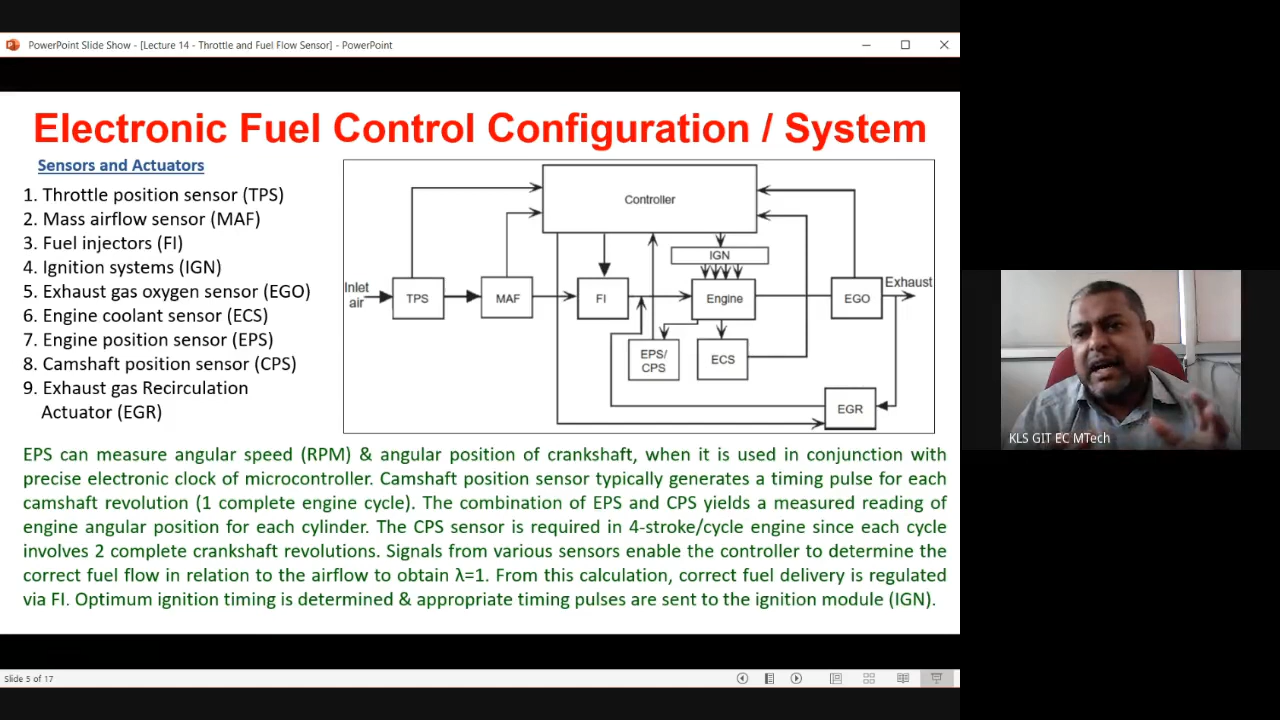 PowerPoint Slide Show - [Lecture 14 - Throttle and Fuel Flow Sensor] - PowerPoint
Electronic Fuel Control Configuration / System
Sensors and Actuators
1. Throttle position sensor (TPS)
2. Mass airflow sensor (MAF)
3. Fuel injectors (FI)
4. Ignition systems (IGN)
5. Exhaust gas oxygen sensor (EGO)
6. Engine coolant sensor (ECS)
7. Engine position sensor (EPS)
8. Camshaft position sensor (CPS)
9. Exhaust gas Recirculation
Actuator (EGR)
Controller
IGN
Inlet
air
TPS
MAF
FI
Engine
EGO
Exhaust
EPS/
CPS
ECS
EGR
EPS can measure angular speed (RPM) & angular position of crankshaft, when it is used in conjunction with
precise electronic clock of microcontroller. Camshaft position sensor typically generates a timing pulse for each
camshaft revolution (1 complete engine cycle). The combination of EPS and CPS yields a measured reading of
engine angular position for each cylinder. The CPS sensor is required in 4-stroke/cycle engine since each cycle
involves 2 complete crankshaft revolutions. Signals from various sensors enable the controller to determine the
correct fuel flow in relation to the airflow to obtain λ=1. From this calculation, correct fuel delivery is regulated
via FI. Optimum ignition timing is determined & appropriate timing pulses are sent to the ignition module (IGN).
KLS GIT EC MTech
Slide 5 of 17